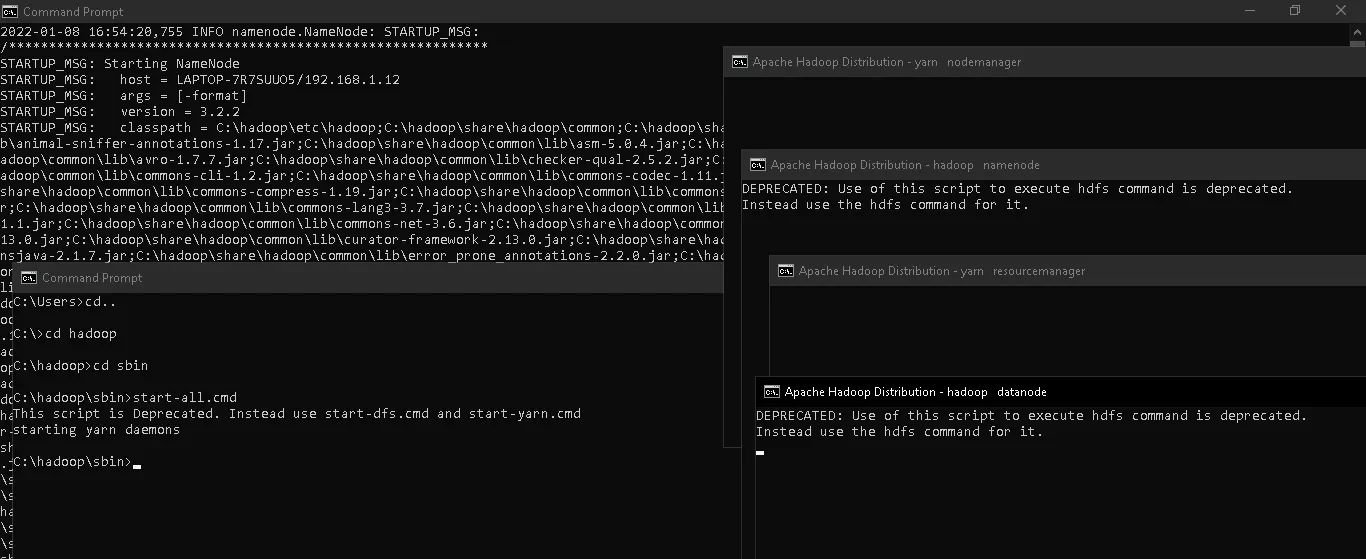 Command Prompt
2022-01-08 16:54:20,755 INFO namenode.NameNode: STARTUP_MSG:
/************************************************************
STARTUP_MSG: Starting NameNode
STARTUP_MSG:   host = LAPTOP-7R7SUUO5/192.168.1.12
STARTUP_MSG:   args = [-format]
STARTUP_MSG:   version = 3.2.2
STARTUP_MSG:   classpath = C:\hadoop\etc\hadoop;C:\hadoop\share\hadoop\common;C:\hadoop\sha
b\animal-sniffer-annotations-1.17.jar;C:\hadoop\share\hadoop\common\lib\asm-5.0.4.jar;C:\ha
adoop\common\lib\avro-1.7.7.jar;C:\hadoop\share\hadoop\common\lib\checker-qual-2.5.2.jar;C:
hadoop\common\lib\commons-cli-1.2.jar;C:\hadoop\share\hadoop\common\lib\commons-codec-1.11.j
share\hadoop\common\lib\commons-compress-1.19.jar;C:\hadoop\share\hadoop\common\lib\commons
r;C:\hadoop\share\hadoop\common\lib\commons-lang3-3.7.jar;C:\hadoop\share\hadoop\common\lib
1.1.jar;C:\hadoop\share\hadoop\common\lib\commons-net-3.6.jar;C:\hadoop\share\hadoop\common
13.0.jar;C:\hadoop\share\hadoop\common\lib\curator-framework-2.13.0.jar;C:\hadoop\share\had
nsjava-2.1.7.jar;C:\hadoop\share\hadoop\common\lib\error_prone_annotations-2.2.0.jar;C:\had
Command Prompt
C:\Users>cd..
C:\>cd hadoop
C:\hadoop>cd sbin
C:\hadoop\sbin>start-all.cmd
This script is Deprecated. Instead use start-dfs.cmd and start-yarn.cmd
starting yarn daemons
C:\hadoop\sbin>
Apache Hadoop Distribution - yarn   nodemanager
Apache Hadoop Distribution - hadoop   namenode
DEPRECATED: Use of this script to execute hdfs command is deprecated.
Instead use the hdfs command for it.
Apache Hadoop Distribution - yarn   resourcemanager
Apache Hadoop Distribution - hadoop   datanode
DEPRECATED: Use of this script to execute hdfs command is deprecated.
Instead use the hdfs command for it.